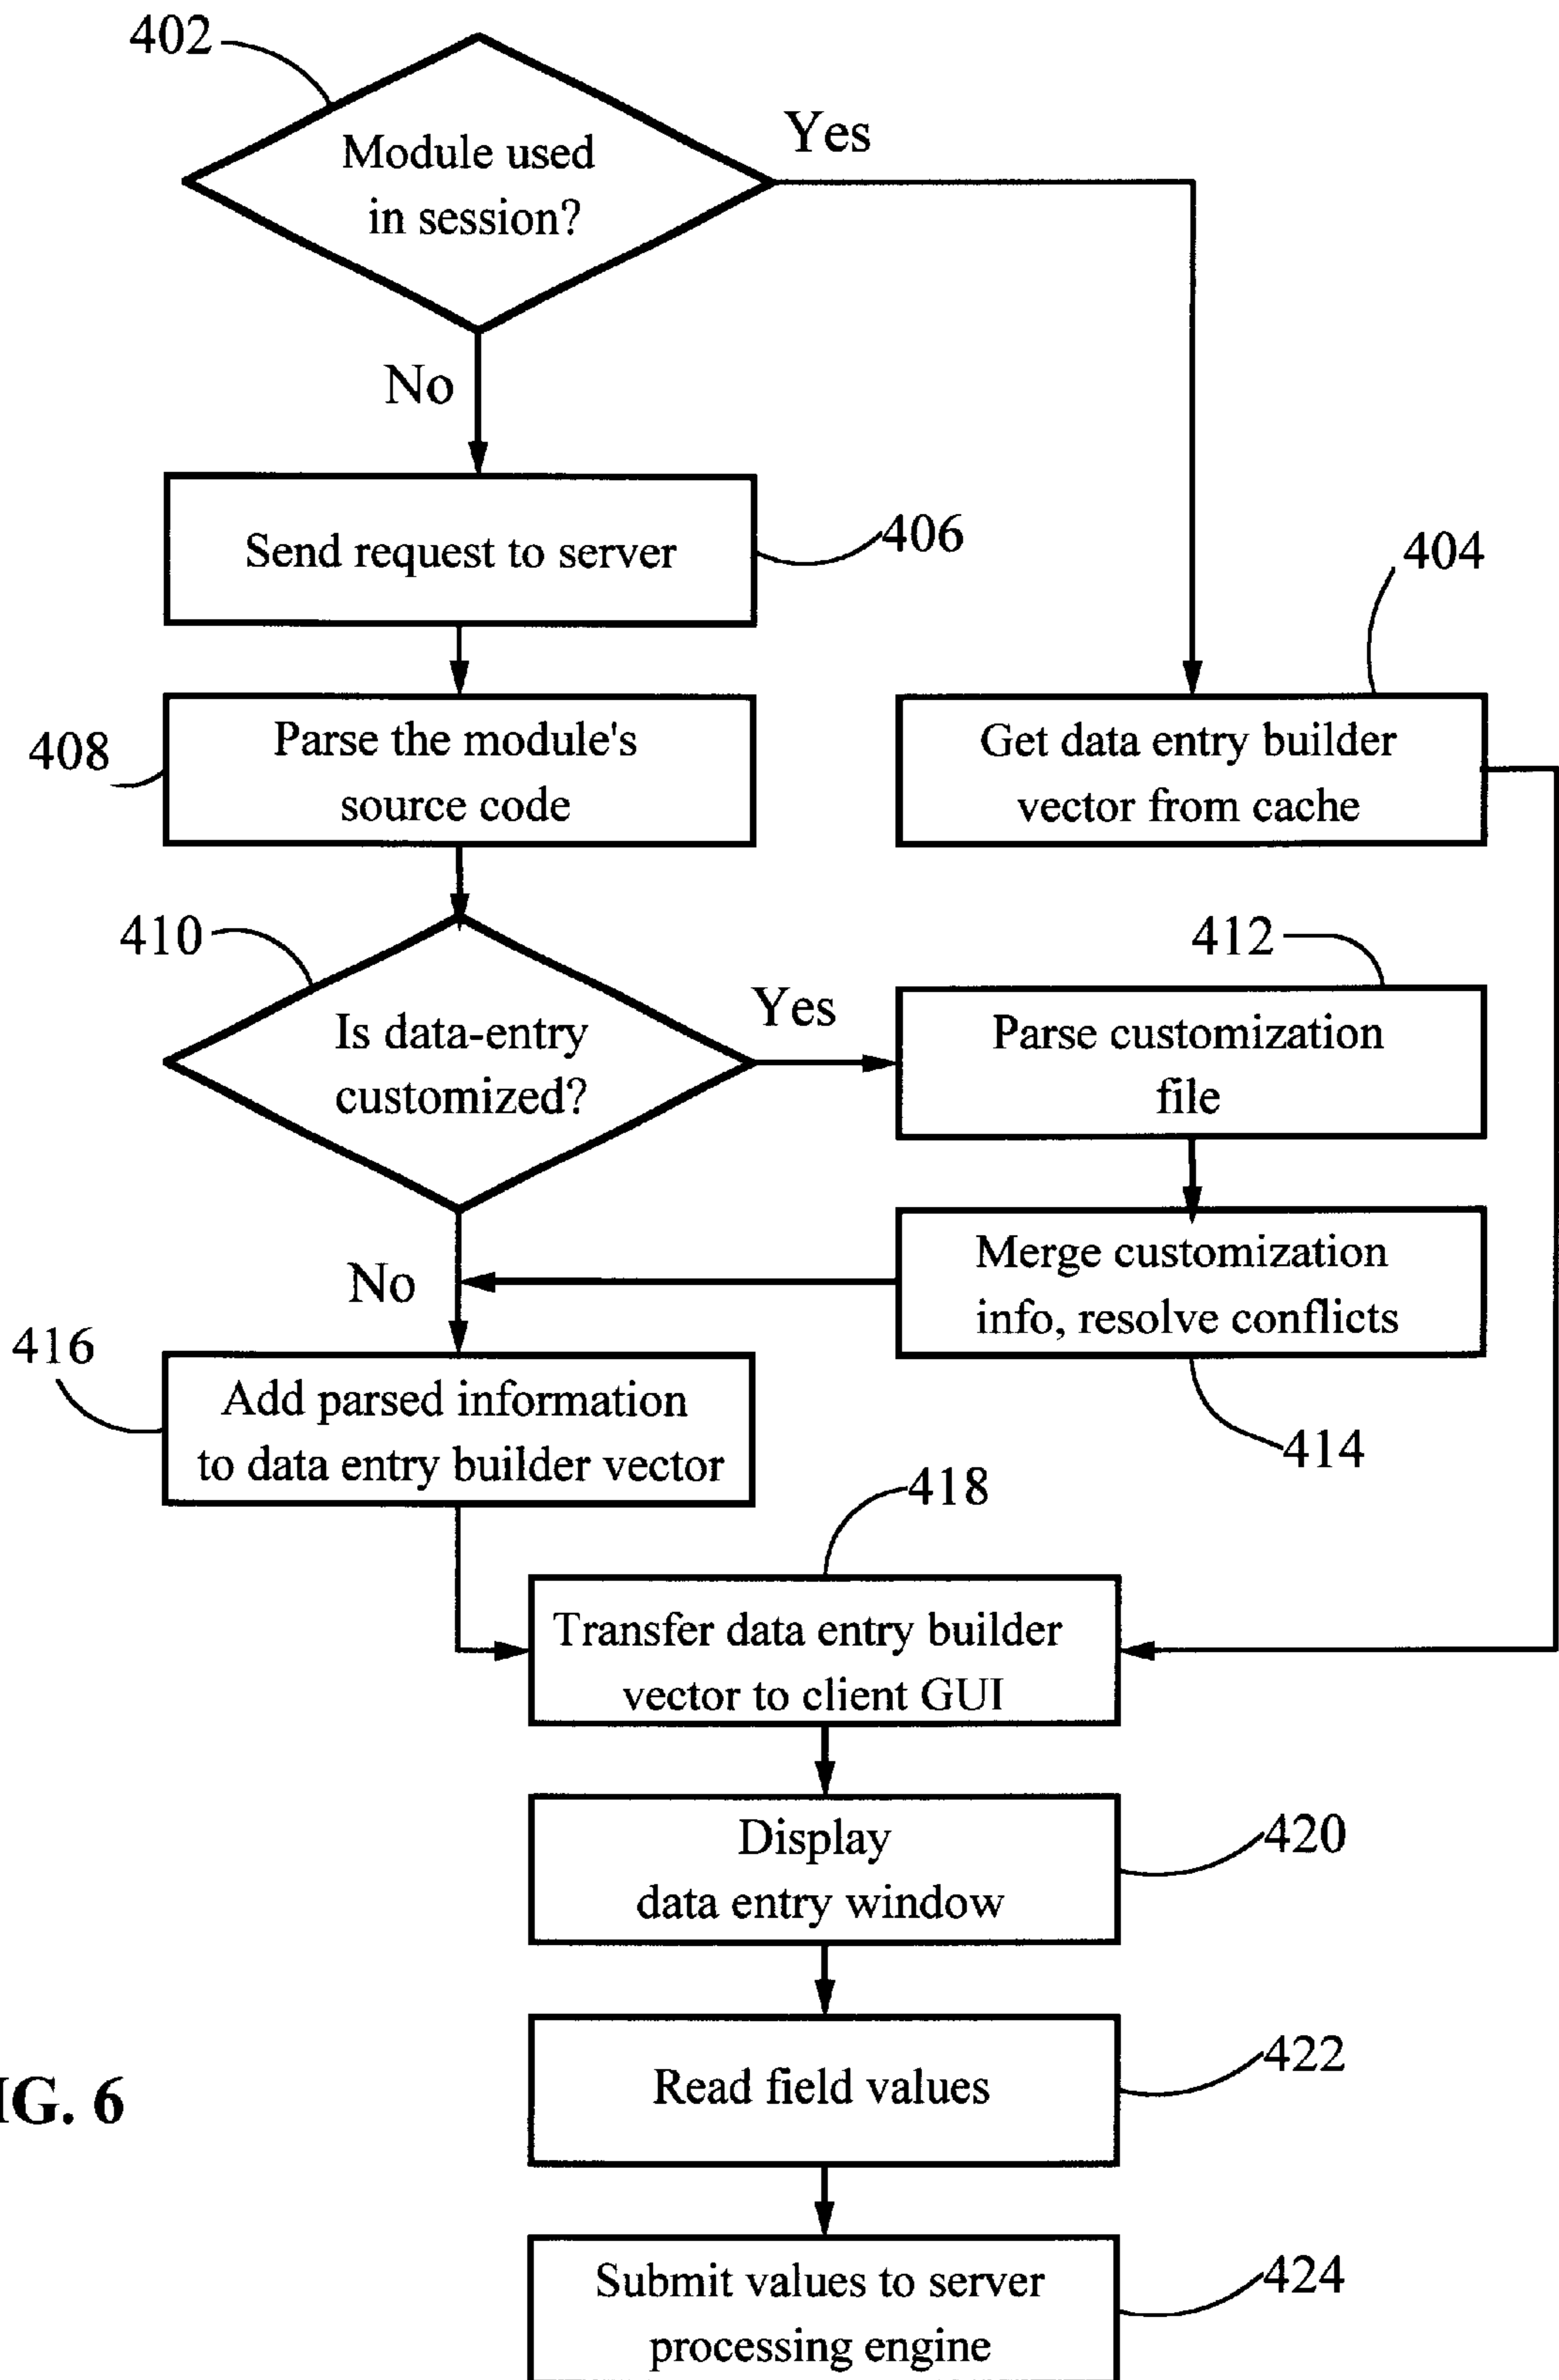 402
Module used
in session?
Yes
No
Send request to server
406
404
408
Parse the module's
source code
Get data entry builder
vector from cache
410
Is data-entry
customized?
Yes
412
Parse customization
file
No
Merge customization
info, resolve conflicts
414
416
Add parsed information
to data entry builder vector
418
Transfer data entry builder
vector to client GUI
Display
data entry window
420
Read field values
422
IG. 6
Submit values to server
processing engine
424